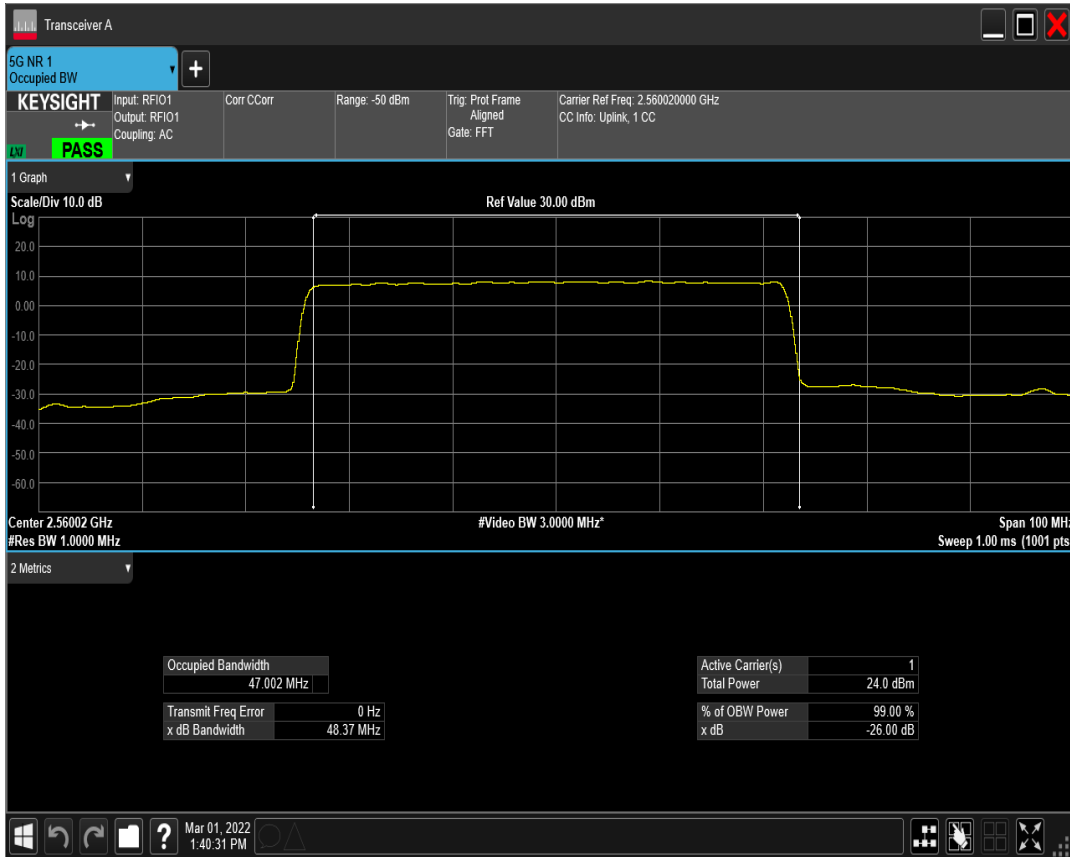 Transceiver A
5G NR 1
Occupied BW
KEYSIGHT
Input: RFIO1
Output: RFIO1
Coupling: AC
Corr CCorr
Range: -50 dBm
Trig: Prot Frame
Aligned
Gate: FFT
Carrier Ref Freq: 2.560020000 GHz
CC Info: Uplink, 1 CC
LXI
PASS
1 Graph
Scale/Div 10.0 dB
Ref Value 30.00 dBm
Log
20.0
10.0
0.00
-10.0
-20.0
-30.0
-40.0
-50.0
-60.0
Center 2.56002 GHz
#Video BW 3.0000 MHz*
Span 100 MHz
#Res BW 1.0000 MHz
Sweep 1.00 ms (1001 pts
2 Metrics
Occupied Bandwidth
47.002 MHz
Transmit Freq Error 0 Hz
x dB Bandwidth 48.37 MHz
Active Carrier(s) 1
Total Power 24.0 dBm
% of OBW Power 99.00 %
x dB -26.00 dB
?
Mar 01, 2022
1:40:31 PM